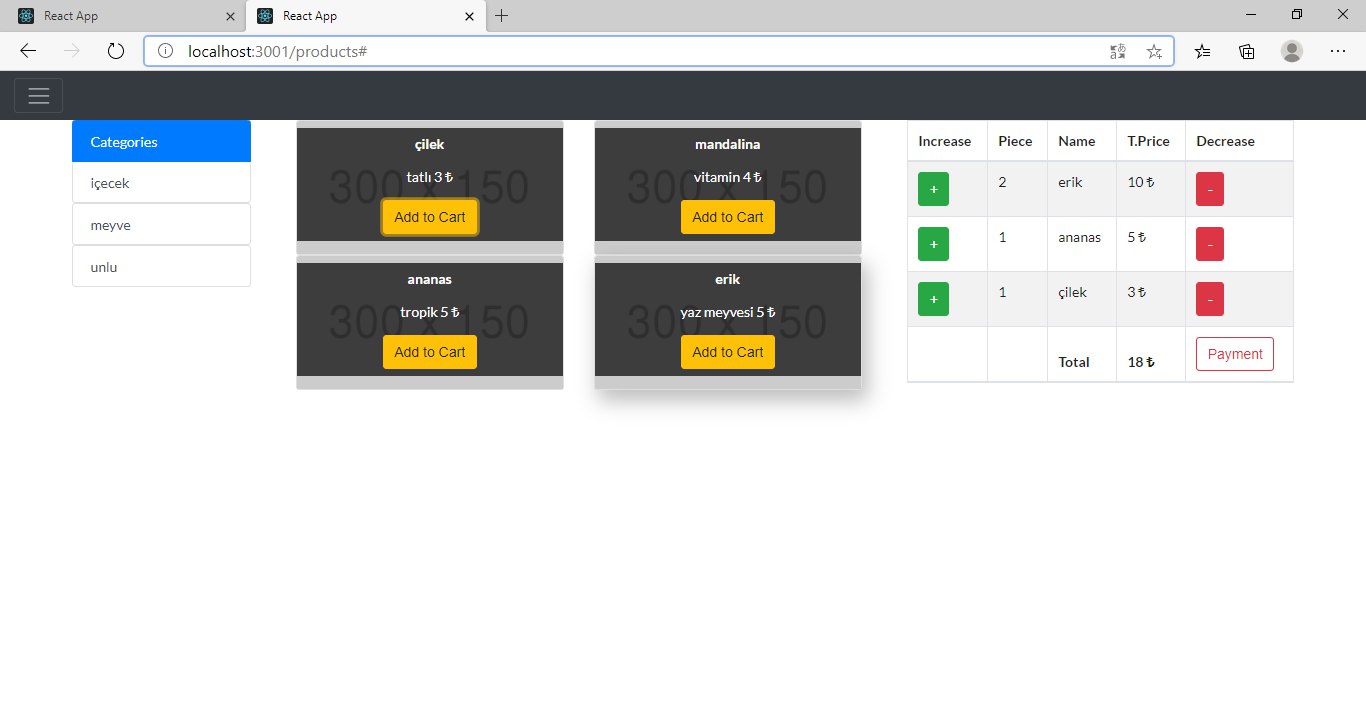 React App
React App
localhost:3001/products#
Categories
içecek
meyve
unlu
çilek
300 x 150
tatlı 3 ₺
Add to Cart
mandalina
300 x 150
vitamin 4 ₺
Add to Cart
ananas
300 x 150
tropik 5 ₺
Add to Cart
erik
300 x 150
yaz meyvesi 5 ₺
Add to Cart
Increase Piece Name T.Price Decrease
+ 2 erik 10 ₺ -
+ 1 ananas 5 ₺ -
+ 1 çilek 3 ₺ -
Total 18 ₺ Payment